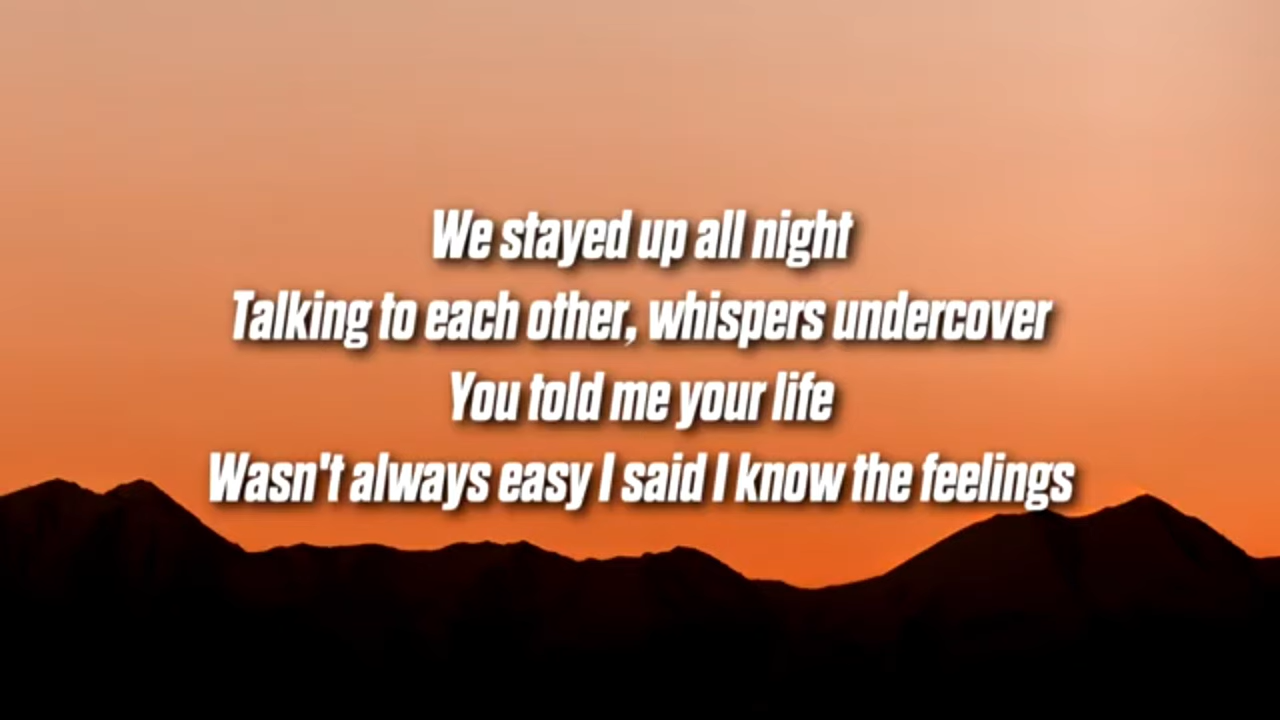 We stayed up all night
Talking to each other, whispers undercover
You told me your life
Wasn't always easy I said I know the feelings